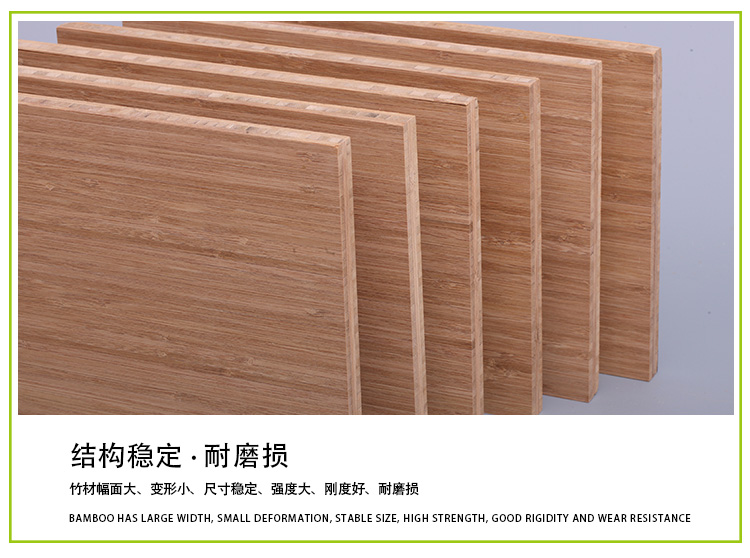 结构稳定·耐磨损
竹材幅面大、变形小、尺寸稳定、强度大、刚度好、耐磨损
BAMBOO HAS LARGE WIDTH, SMALL DEFORMATION, STABLE SIZE, HIGH STRENGTH, GOOD RIGIDITY AND WEAR RESISTANCE